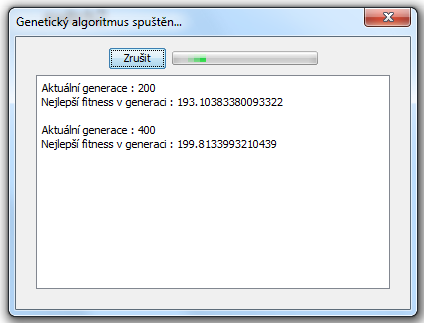 Genetický algoritmus spuštěn...
Zrušit
Aktuální generace : 200
Nejlepší fitness v generaci : 193.10383380093322
Aktuální generace : 400
Nejlepší fitness v generaci : 199.8133993210439